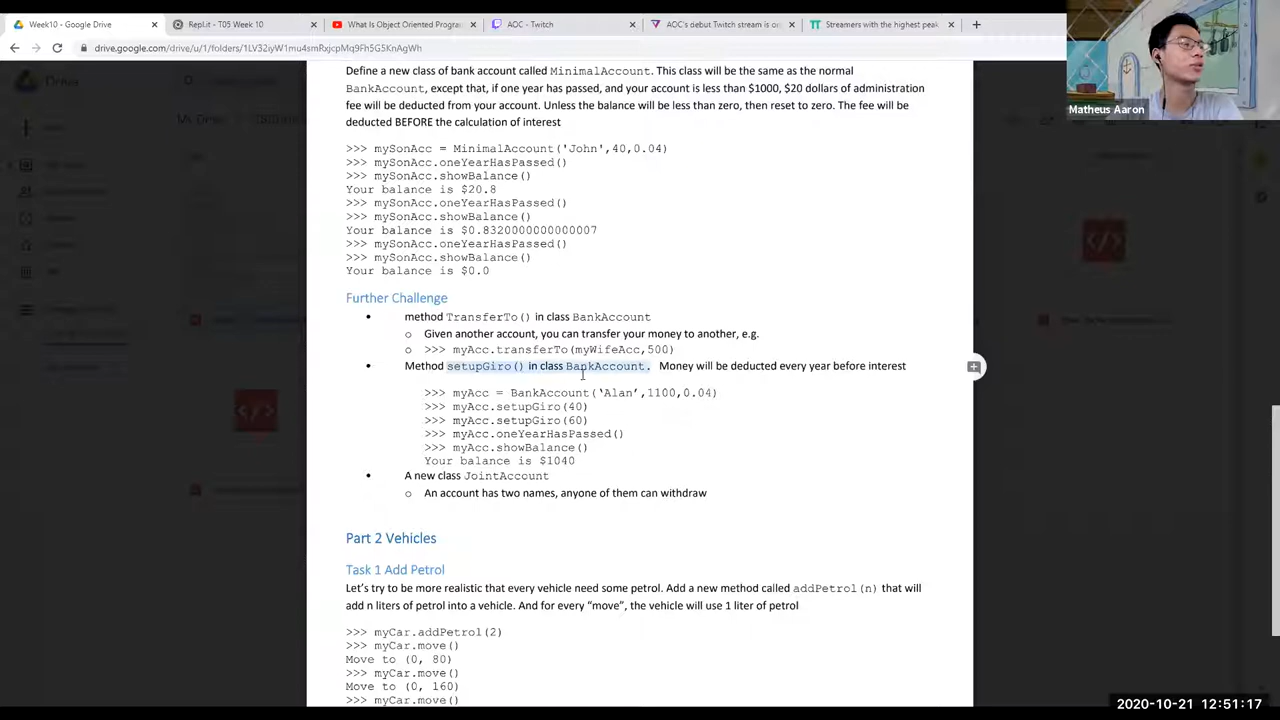 Week10 - Google Drive
Repl.it - T05 Week 10
What Is Object Oriented Progra
AOC - Twitch
AOC's debut Twitch stream is on
Streamers with the highest peak
drive.google.com/drive/u/1/folders/1LV32iyW1mu4smRxjcpMq9Fh5G5KnAgWh
Drive
Matheus Aaron
Define a new class of bank account called MinimalAccount. This class will be the same as the normal
BankAccount, except that, if one year has passed, and your account is less than $1000, $20 dollars of administration
fee will be deducted from your account. Unless the balance will be less than zero, then reset to zero. The fee will be
deducted BEFORE the calculation of interest
>>> mySonAcc = MinimalAccount('John',40,0.04)
>>> mySonAcc.oneYearHasPassed()
>>> mySonAcc.showBalance()
Your balance is $20.8
>>> mySonAcc.oneYearHasPassed()
>>> mySonAcc.showBalance()
Your balance is $0.8320000000000007
>>> mySonAcc.oneYearHasPassed()
>>> mySonAcc.showBalance()
Your balance is $0.0
Further Challenge
• method TransferTo() in class BankAccount
o Given another account, you can transfer your money to another, e.g.
o >>> myAcc.transferTo(myWifeAcc,500)
• Method setupGiro() in class BankAccount. Money will be deducted every year before interest
>>> myAcc = BankAccount(‘Alan’,1100,0.04)
>>> myAcc.setupGiro(40)
>>> myAcc.setupGiro(60)
>>> myAcc.oneYearHasPassed()
>>> myAcc.showBalance()
Your balance is $1040
• A new class JointAccount
o An account has two names, anyone of them can withdraw
Part 2 Vehicles
Task 1 Add Petrol
Let’s try to be more realistic that every vehicle need some petrol. Add a new method called addPetrol(n) that will
add n liters of petrol into a vehicle. And for every “move”, the vehicle will use 1 liter of petrol
>>> myCar.addPetrol(2)
>>> myCar.move()
Move to (0, 80)
>>> myCar.move()
Move to (0, 160)
>>> myCar.move()
2020-10-21 12:51:17